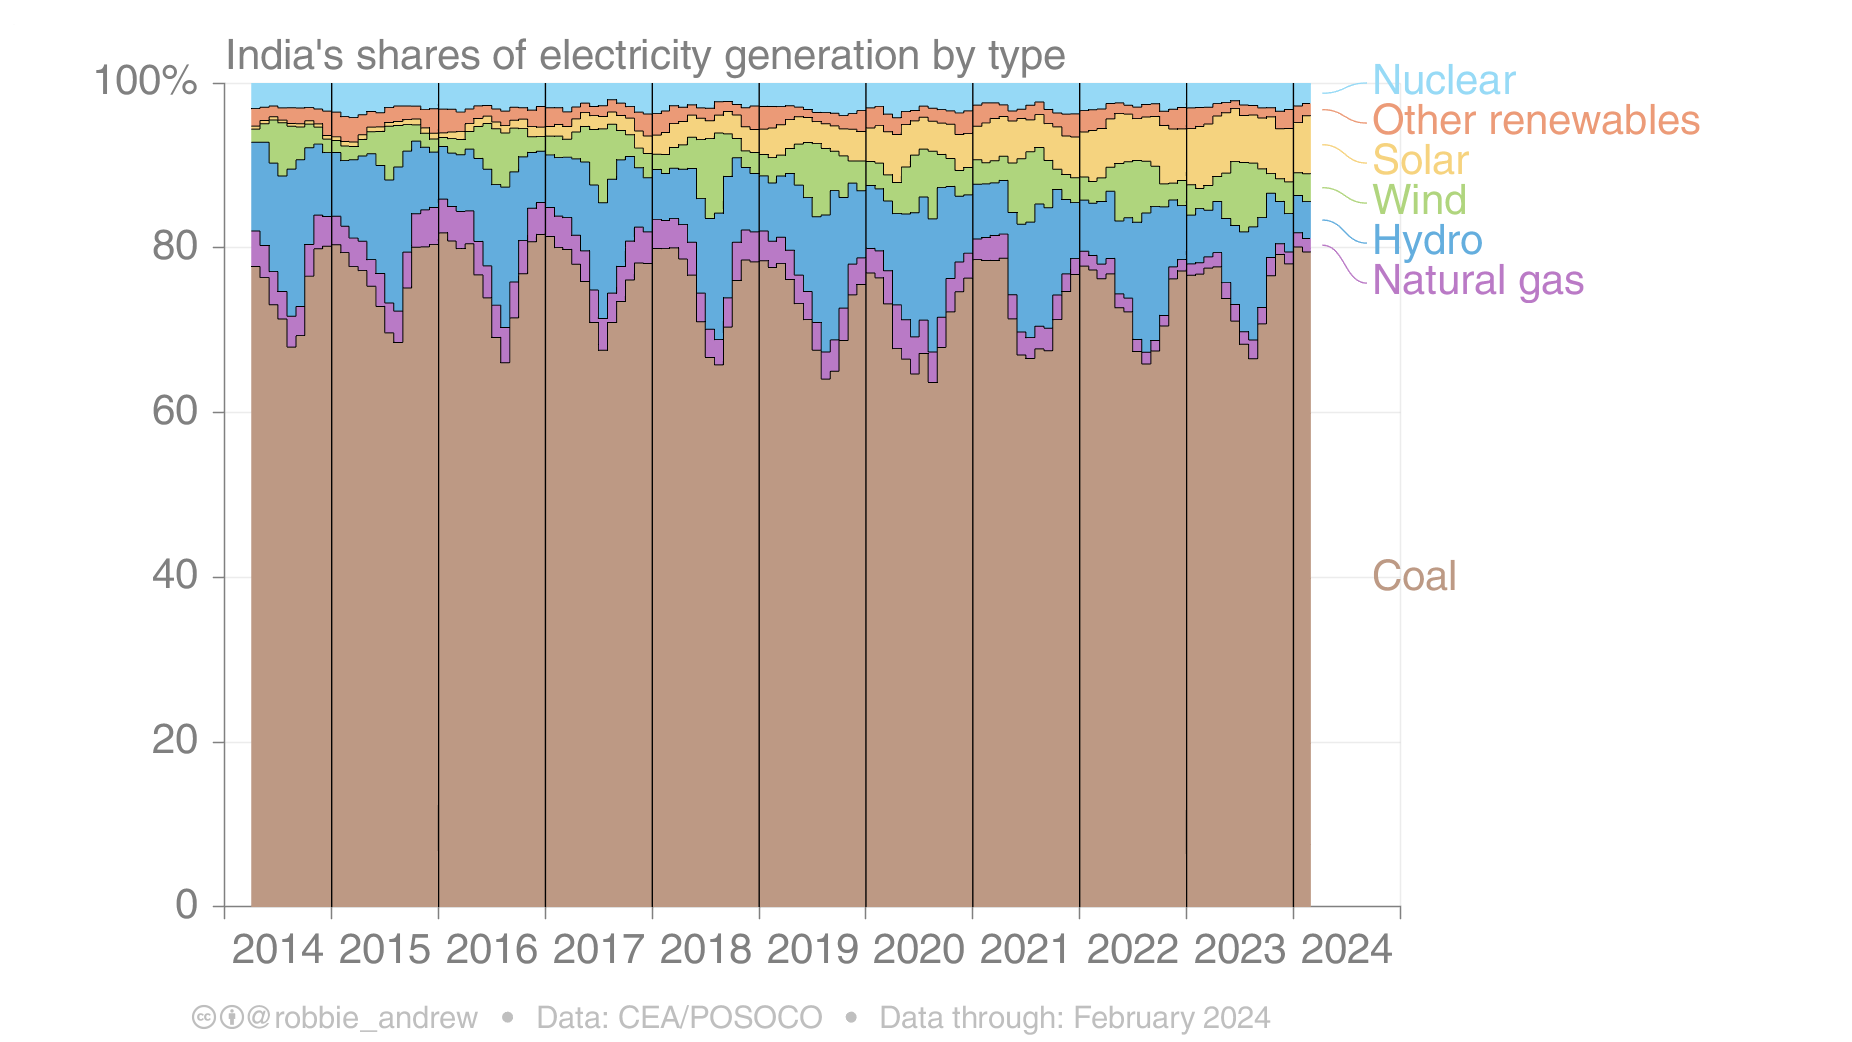 India's shares of electricity generation by type
100%
80
60
40
20
0
Nuclear
Other renewables
Solar
Wind
Hydro
Natural gas
Coal
2014 2015 2016 2017 2018 2019 2020 2021 2022 2023 2024
cc @robbie_andrew • Data: CEA/POSOCO • Data through: February 2024